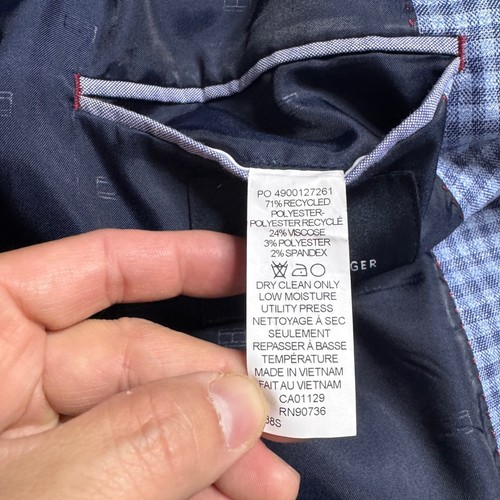 PO 4900127261
71% RECYCLED
POLYESTER-
POLYESTER RECYCLÉ
24% VISCOSE
3% POLYESTER
2% SPANDEX
GER
DRY CLEAN ONLY
LOW MOISTURE
UTILITY PRESS
NETTOYAGE À SEC
SEULEMENT
REPASSER À BASSE
TEMPÉRATURE
MADE IN VIETNAM
FAIT AU VIETNAM
CA01129
RN90736
38S